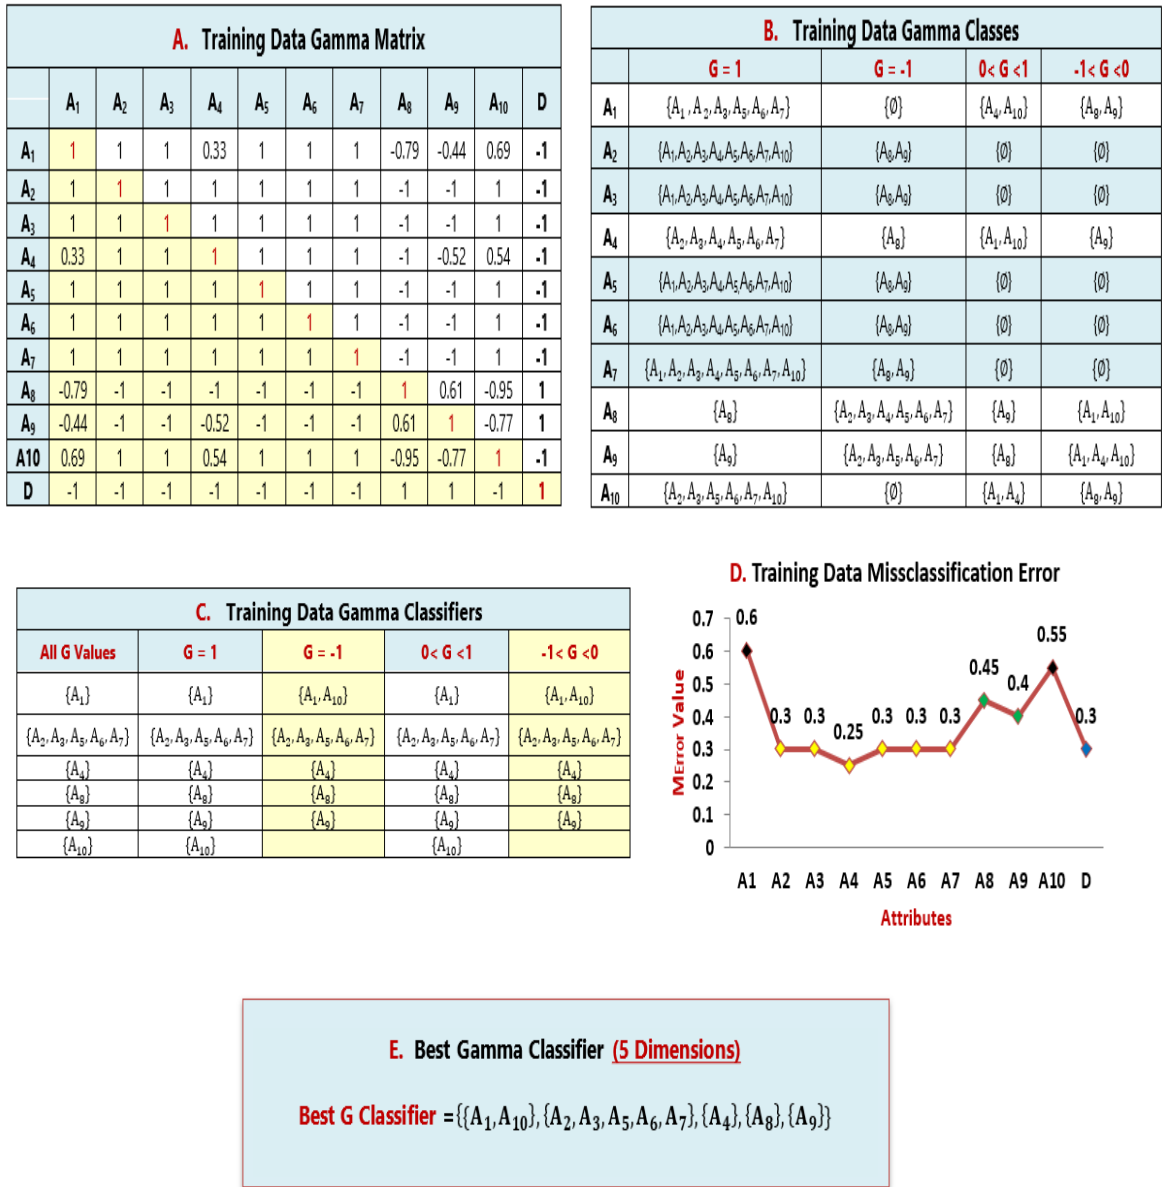 A. Training Data Gamma Matrix
A₁ A₂ A₃ A₄ A₅ A₆ A₇ A₈ A₉ A₁₀ D
A₁ 1 1 1 0.33 1 1 1 -0.79 -0.44 0.69 -1
A₂ 1 1 1 1 1 1 1 -1 -1 1 -1
A₃ 1 1 1 1 1 1 1 -1 -1 1 -1
A₄ 0.33 1 1 1 1 1 1 -1 -0.52 0.54 -1
A₅ 1 1 1 1 1 1 1 -1 -1 1 -1
A₆ 1 1 1 1 1 1 1 -1 -1 1 -1
A₇ 1 1 1 1 1 1 1 -1 -1 1 -1
A₈ -0.79 -1 -1 -1 -1 -1 -1 1 0.61 -0.95 1
A₉ -0.44 -1 -1 -0.52 -1 -1 -1 0.61 1 -0.77 1
A10 0.69 1 1 0.54 1 1 1 -0.95 -0.77 1 -1
D -1 -1 -1 -1 -1 -1 -1 1 1 -1 1
B. Training Data Gamma Classes
G = 1 G = -1 0< G <1 -1< G <0
A₁ {A₁,A₂,A₃,A₅,A₆,A₇} {Ø} {A₄,A₁₀} {A₈,A₉}
A₂ {A₁,A₂,A₃,A₄,A₅,A₆,A₇,A₁₀} {A₈,A₉} {Ø} {Ø}
A₃ {A₁,A₂,A₃,A₄,A₅,A₆,A₇,A₁₀} {A₈,A₉} {Ø} {Ø}
A₄ {A₂,A₃,A₄,A₅,A₆,A₇} {A₈} {A₁,A₁₀} {A₉}
A₅ {A₁,A₂,A₃,A₄,A₅,A₆,A₇,A₁₀} {A₈,A₉} {Ø} {Ø}
A₆ {A₁,A₂,A₃,A₄,A₅,A₆,A₇,A₁₀} {A₈,A₉} {Ø} {Ø}
A₇ {A₁,A₂,A₃,A₄,A₅,A₆,A₇,A₁₀} {A₈,A₉} {Ø} {Ø}
A₈ {A₈} {A₂,A₃,A₄,A₅,A₆,A₇} {A₉} {A₁,A₁₀}
A₉ {A₉} {A₂,A₃,A₅,A₆,A₇} {A₈} {A₁,A₄,A₁₀}
A₁₀ {A₂,A₃,A₅,A₆,A₇,A₁₀} {Ø} {A₁,A₄} {A₈,A₉}
C. Training Data Gamma Classifiers
All G Values G = 1 G = -1 0< G <1 -1< G <0
{A₁} {A₁} {A₁,A₁₀} {A₁} {A₁,A₁₀}
{A₂,A₃,A₅,A₆,A₇} {A₂,A₃,A₅,A₆,A₇} {A₂,A₃,A₅,A₆,A₇} {A₂,A₃,A₅,A₆,A₇} {A₂,A₃,A₅,A₆,A₇}
{A₄} {A₄} {A₄} {A₄} {A₄}
{A₈} {A₈} {A₈} {A₈} {A₈}
{A₉} {A₉} {A₉} {A₉} {A₉}
{A₁₀} {A₁₀} {A₁₀}
D. Training Data Missclassification Error
MError Value
0.7
0.6
0.5
0.4
0.3
0.2
0.1
0
0.6 0.3 0.3 0.25 0.3 0.3 0.3 0.45 0.4 0.55 0.3
A1 A2 A3 A4 A5 A6 A7 A8 A9 A10 D
Attributes
E. Best Gamma Classifier (5 Dimensions)
Best G Classifier ={{A₁,A₁₀},{A₂,A₃,A₅,A₆,A₇},{A₄},{A₈},{A₉}}